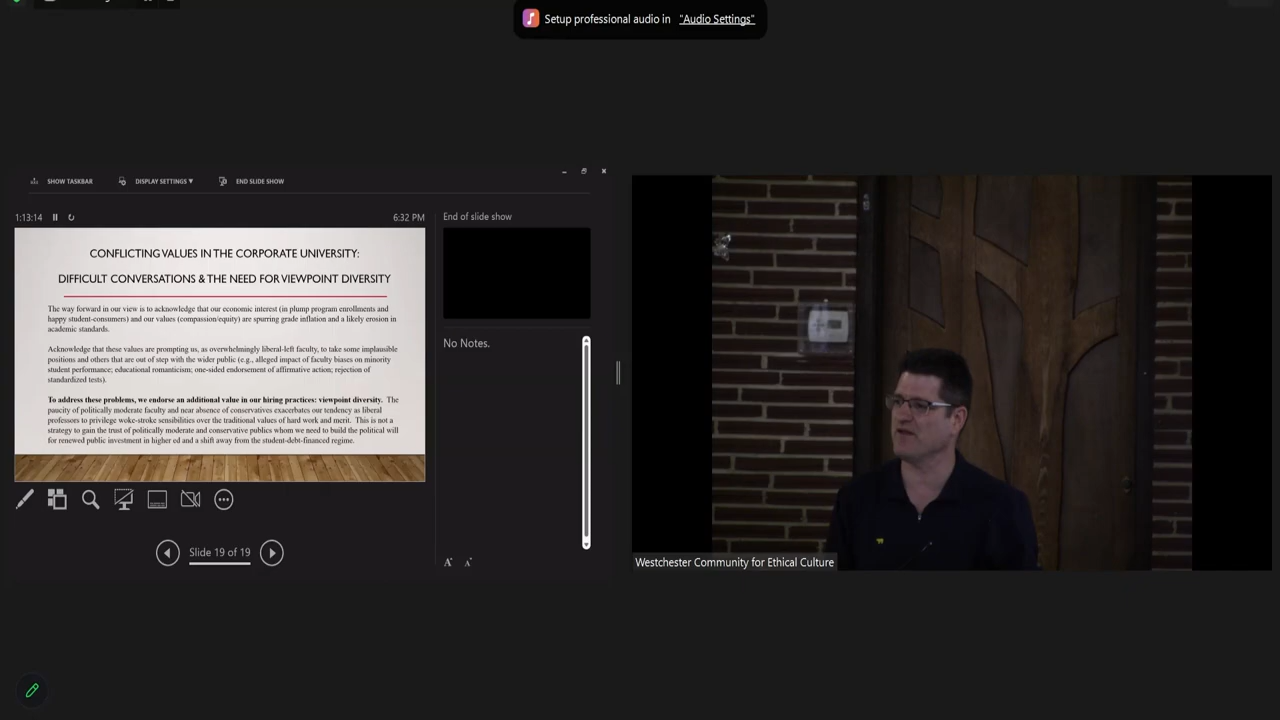 Setup professional audio in "Audio Settings"
SHOW TASKBAR
DISPLAY SETTINGS ▾
END SLIDE SHOW
1:13:14
6:32 PM
End of slide show
CONFLICTING VALUES IN THE CORPORATE UNIVERSITY:
DIFFICULT CONVERSATIONS & THE NEED FOR VIEWPOINT DIVERSITY
The way forward in our view is to acknowledge that our economic interest (in plump program enrollments and
happy student-consumers) and our values (compassion/equity) are spurring grade inflation and a likely erosion in
academic standards.
Acknowledge that these values are prompting us, as overwhelmingly liberal-left faculty, to take some implausible
positions and others that are out of step with the wider public (e.g., alleged impact of faculty biases on minority
student performance; educational romanticism; one-sided endorsement of affirmative action; rejection of
standardized tests).
To address these problems, we endorse an additional value in our hiring practices: viewpoint diversity. The
paucity of politically moderate faculty and near absence of conservatives exacerbates our tendency as liberal
professors to privilege woke-stroke sensibilities over the traditional values of hard work and merit. This is not a
strategy to gain the trust of politically moderate and conservative publics whom we need to build the political will
for renewed public investment in higher ed and a shift away from the student-debt-financed regime.
No Notes.
Slide 19 of 19
A A
Westchester Community for Ethical Culture